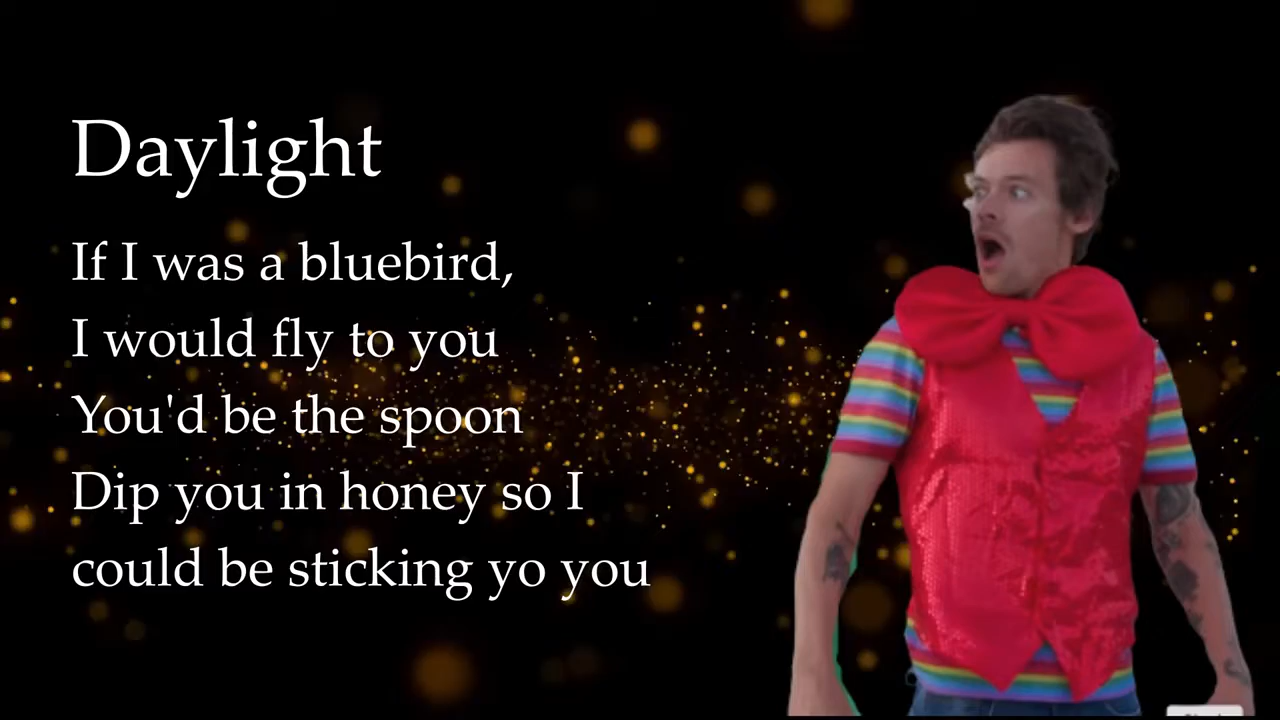 Daylight
If I was a bluebird,
I would fly to you
You'd be the spoon
Dip you in honey so I
could be sticking yo you